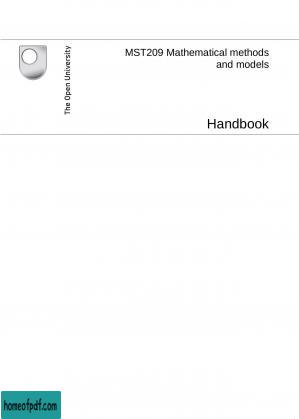 MST209 Mathematical methods
and models
The Open University
Handbook
homeofpdf.com